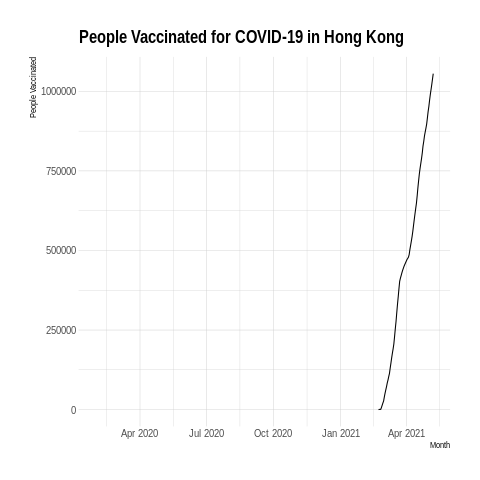 People Vaccinated for COVID-19 in Hong Kong
People Vaccinated
1000000
750000
500000
250000
0
Apr 2020 Jul 2020 Oct 2020 Jan 2021 Apr 2021
Month